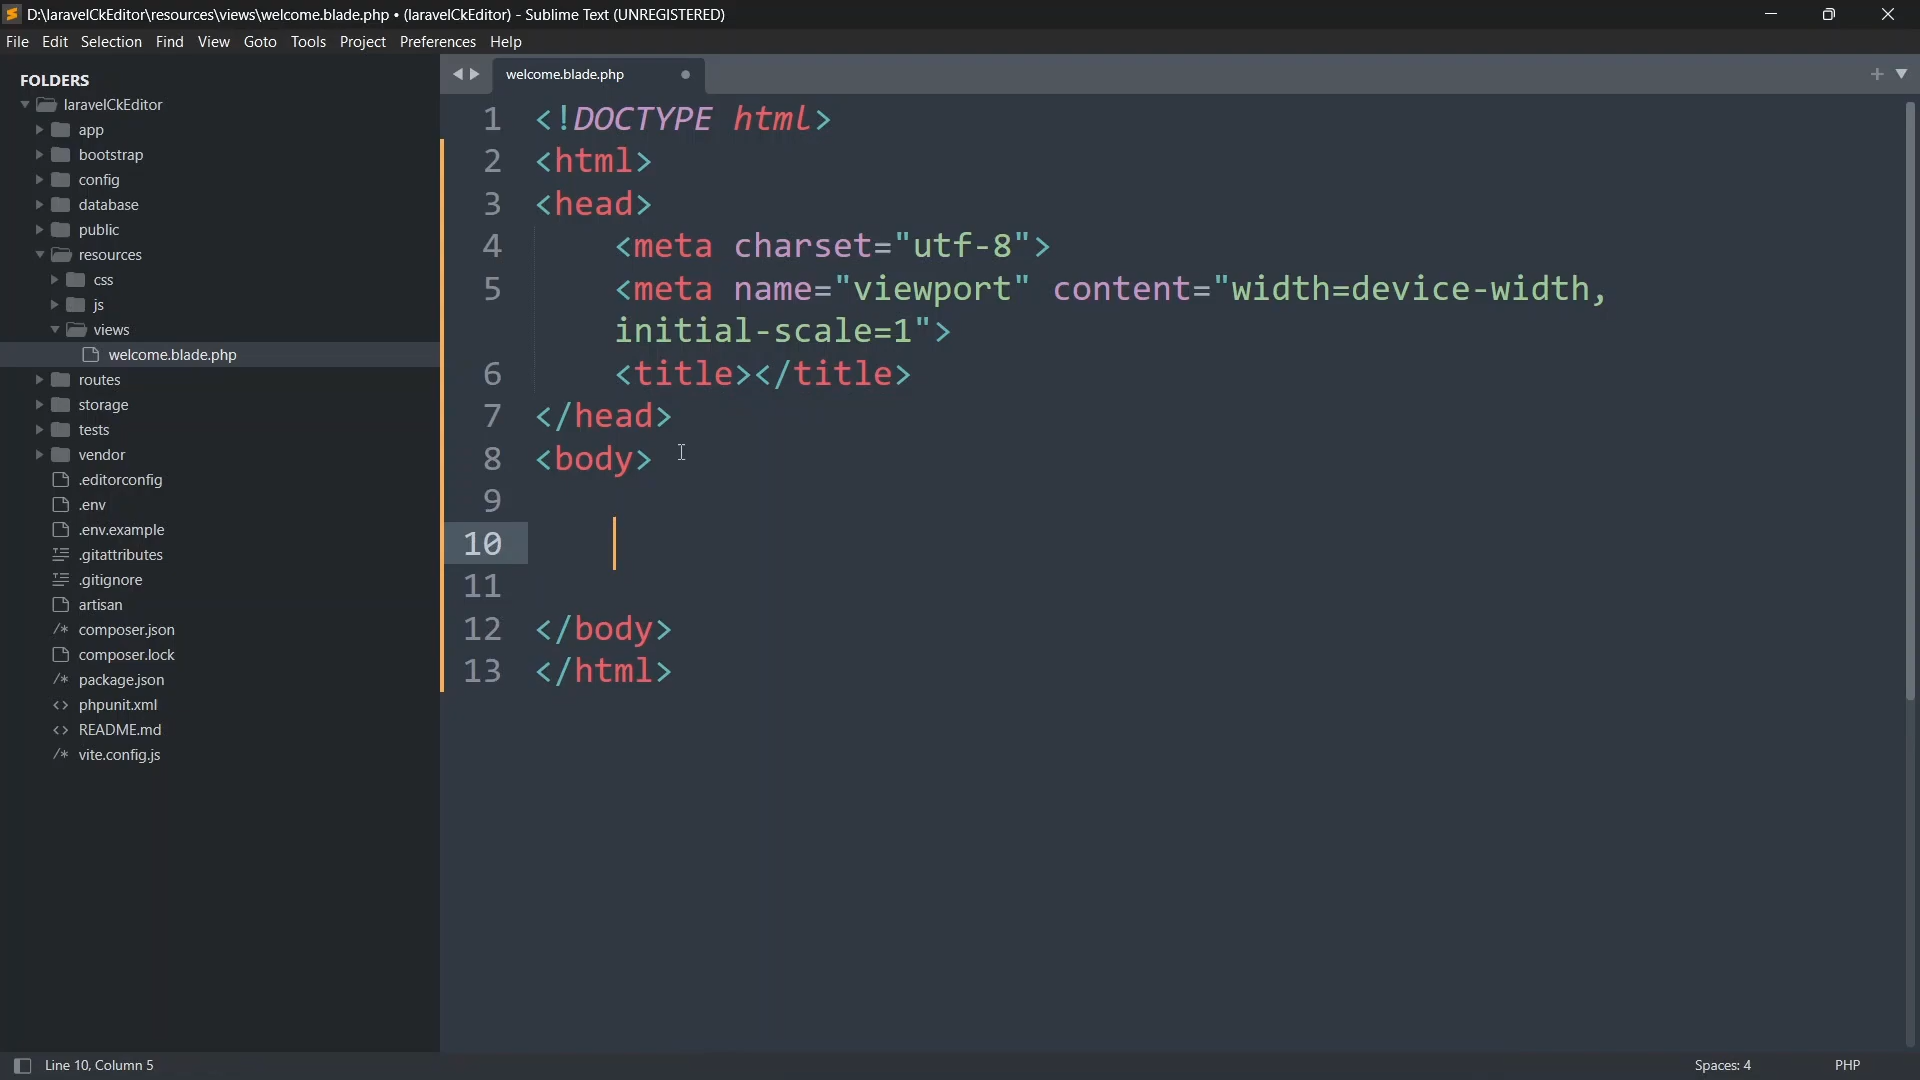 D:\laravelCkEditor\resources\views\welcome.blade.php • (laravelCkEditor) - Sublime Text (UNREGISTERED)
File Edit Selection Find View Goto Tools Project Preferences Help
FOLDERS
laravelCkEditor
app
bootstrap
config
database
public
resources
css
js
views
welcome.blade.php
routes
storage
tests
vendor
.editorconfig
.env
.env.example
.gitattributes
.gitignore
artisan
composer.json
composer.lock
package.json
phpunit.xml
README.md
vite.config.js
welcome.blade.php
1 <!DOCTYPE html>
2 <html>
3 <head>
4     <meta charset="utf-8">
5     <meta name="viewport" content="width=device-width,
initial-scale=1">
6     <title></title>
7 </head>
8 <body>
9
10
11
12 </body>
13 </html>
Line 10, Column 5
Spaces: 4 PHP